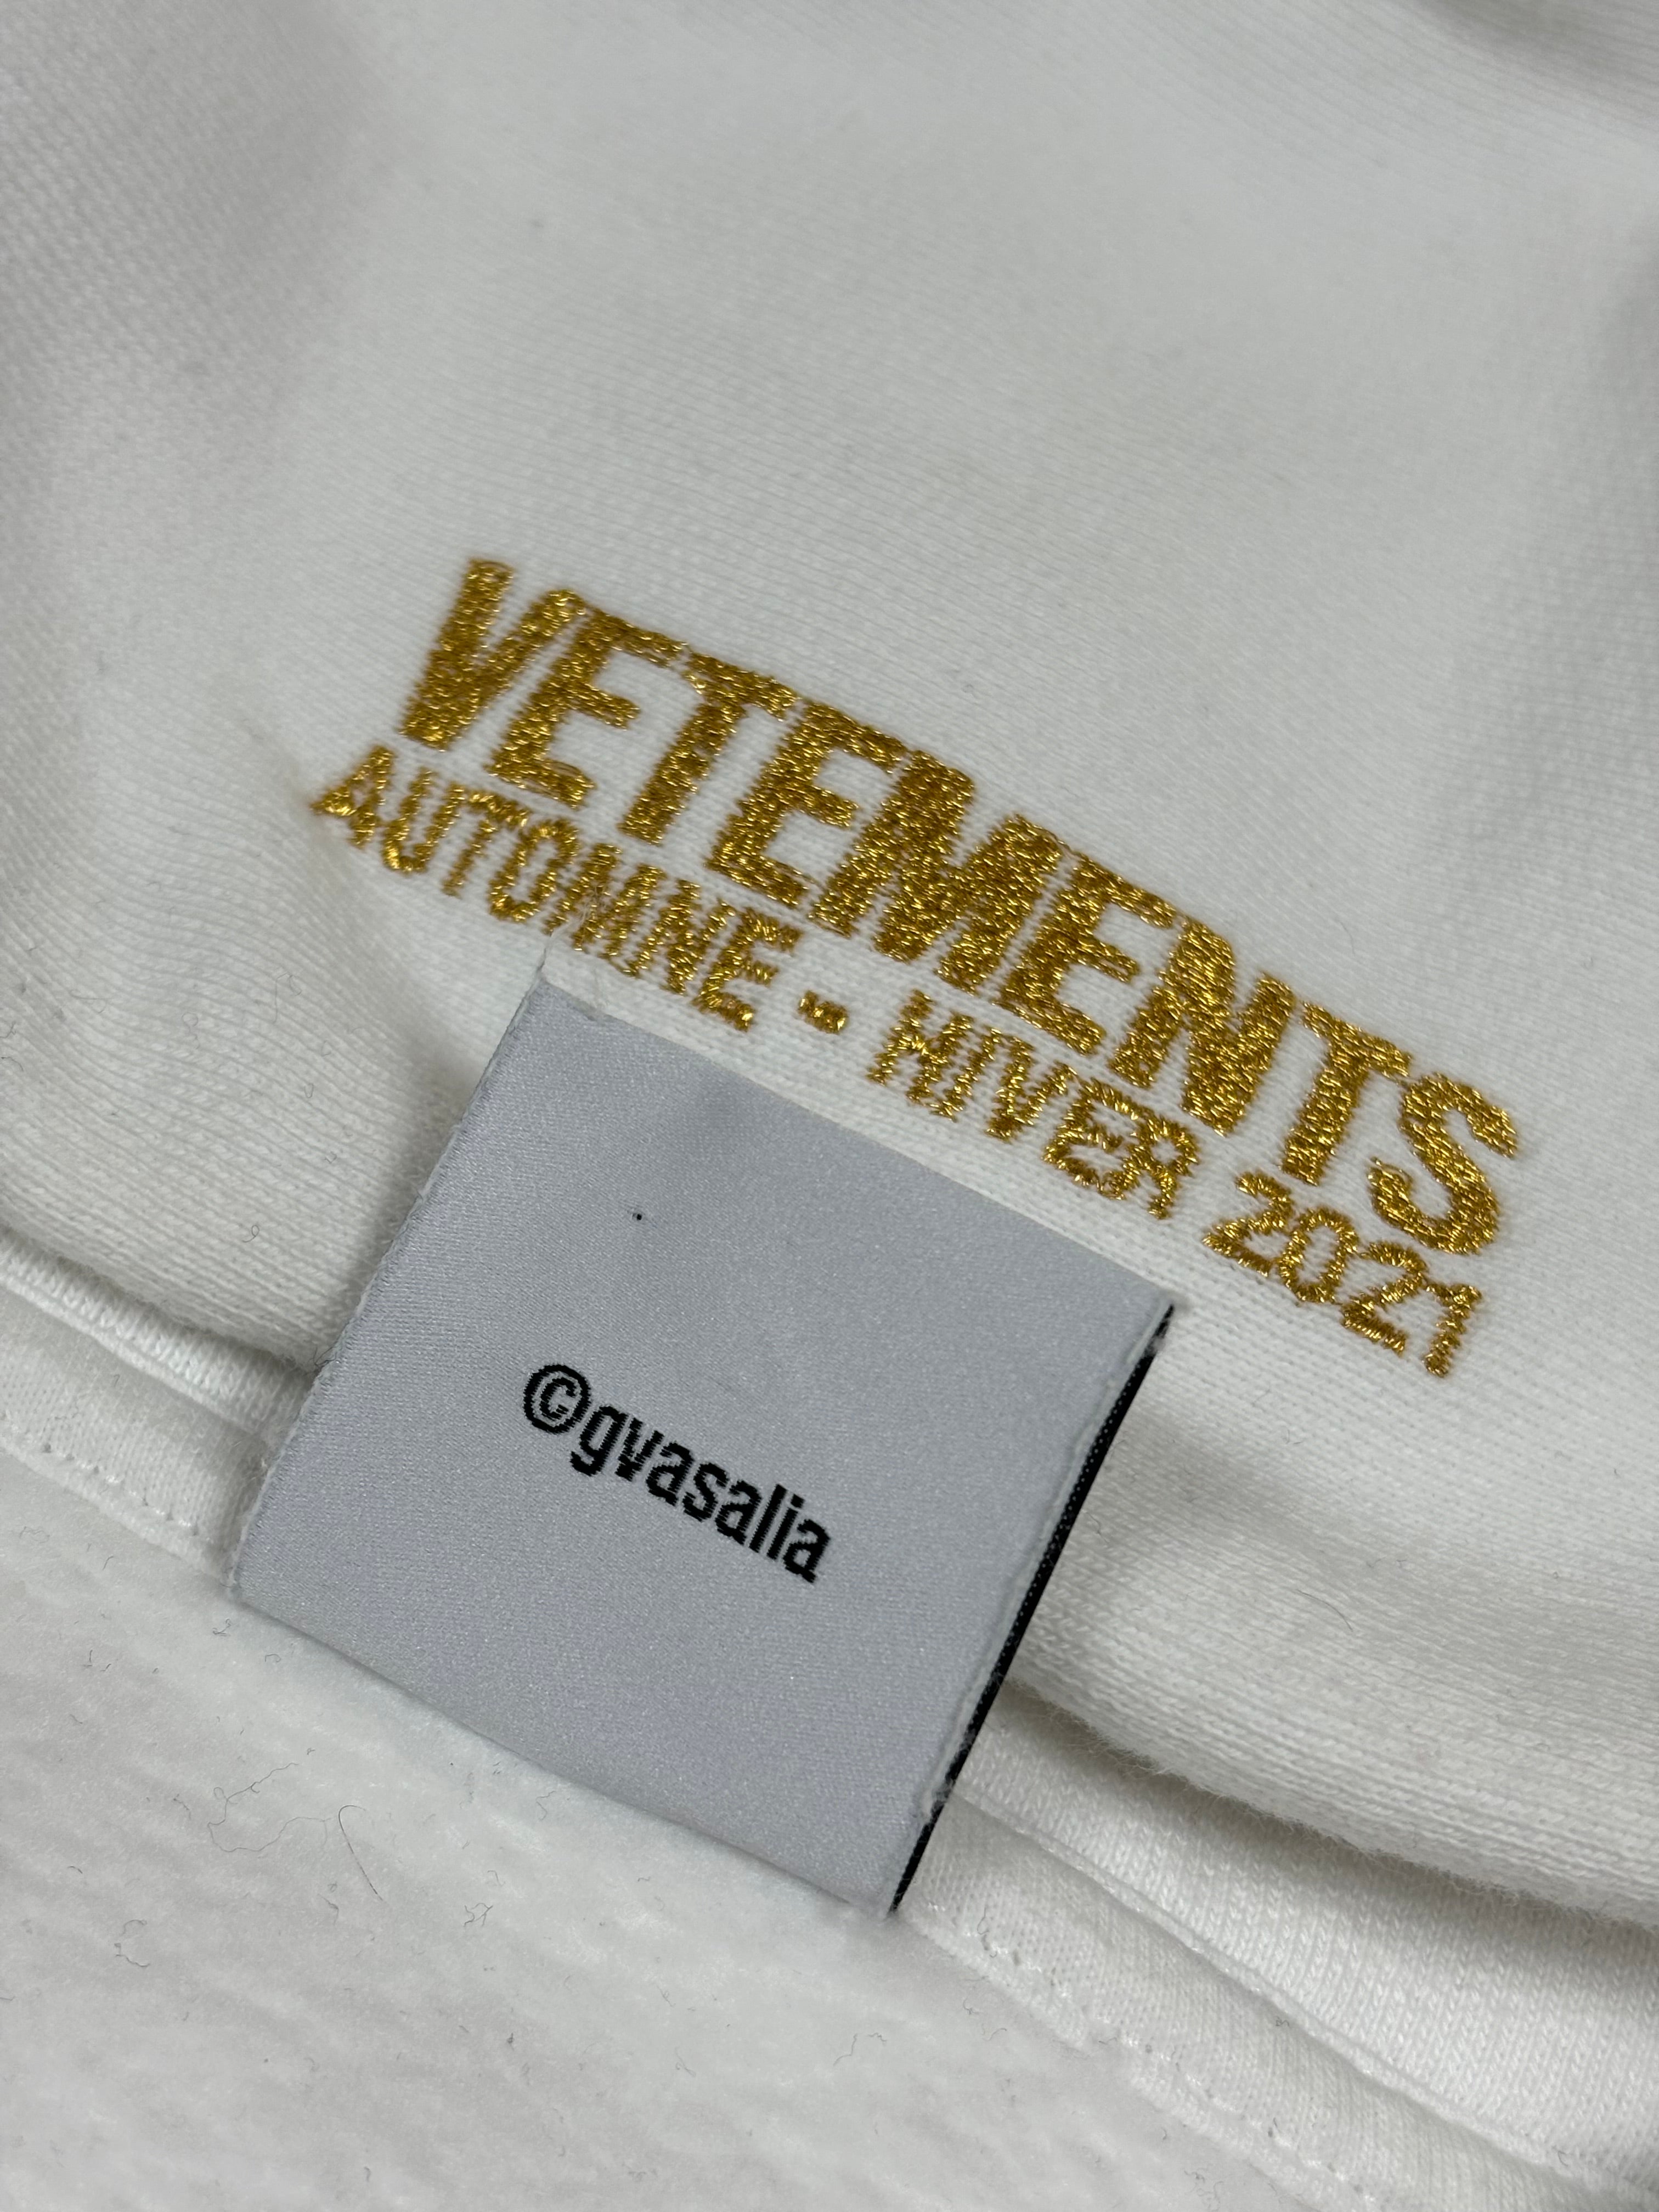 VETEMENTS
AUTOMNE - HIVER 2021
©gvasalia